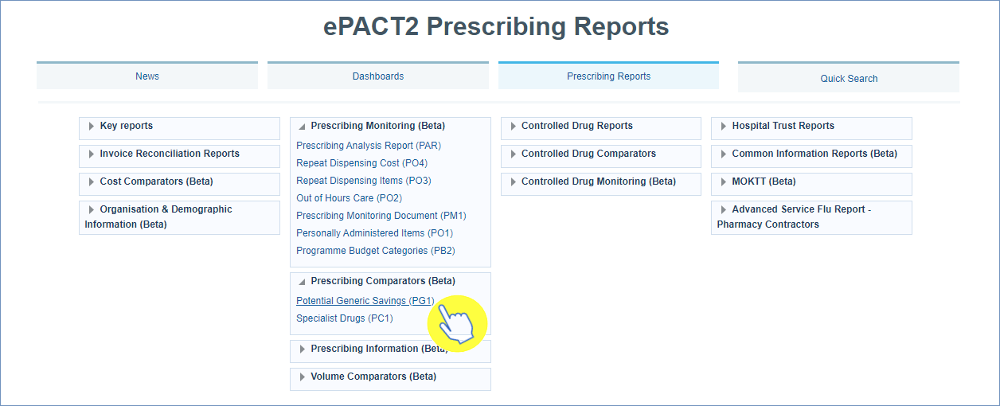 ePACT2 Prescribing Reports
News
Dashboards
Prescribing Reports
Quick Search
Key reports
Invoice Reconciliation Reports
Cost Comparators (Beta)
Organisation & Demographic
Information (Beta)
Prescribing Monitoring (Beta)
Prescribing Analysis Report (PAR)
Repeat Dispensing Cost (PO4)
Repeat Dispensing Items (PO3)
Out of Hours Care (PO2)
Prescribing Monitoring Document (PM1)
Personally Administered Items (PO1)
Programme Budget Categories (PB2)
Prescribing Comparators (Beta)
Potential Generic Savings (PG1)
Specialist Drugs (PC1)
Prescribing Information (Beta)
Volume Comparators (Beta)
Controlled Drug Reports
Controlled Drug Comparators
Controlled Drug Monitoring (Beta)
Hospital Trust Reports
Common Information Reports (Beta)
MOKTT (Beta)
Advanced Service Flu Report -
Pharmacy Contractors